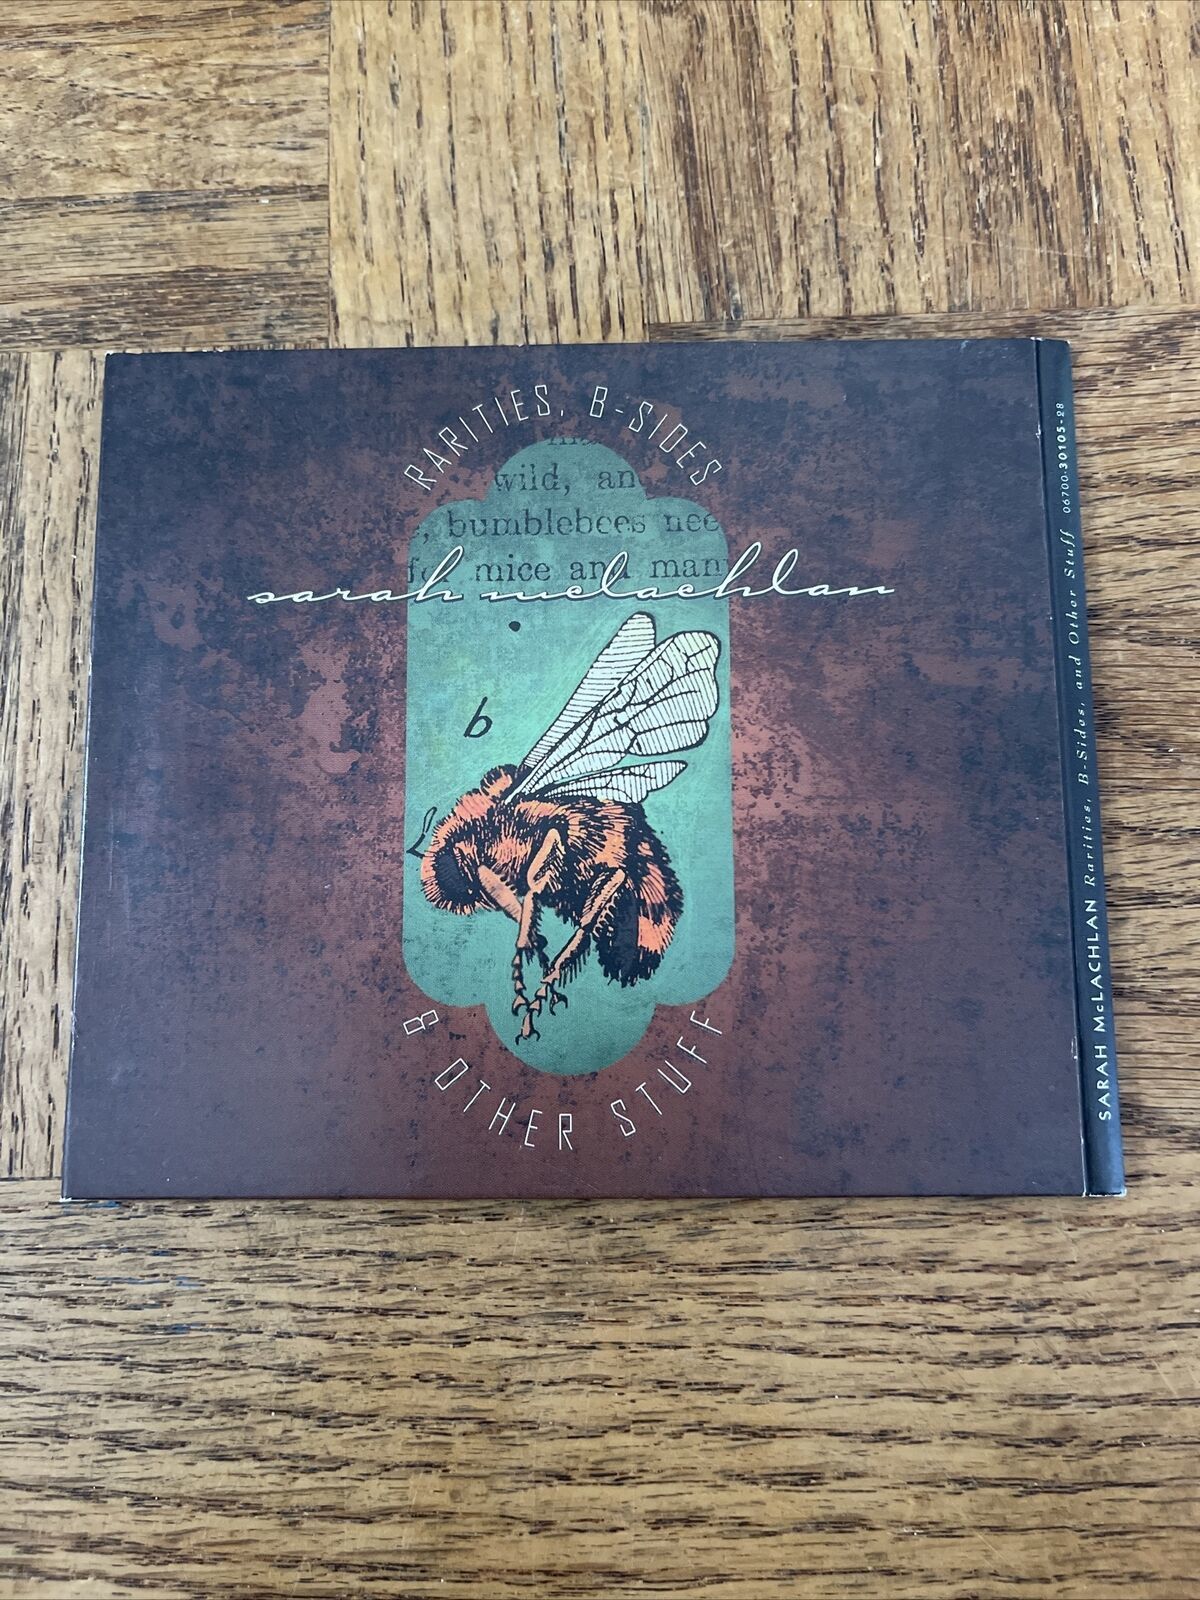 RARITIES, B-SIDES
wild, an
bumblebees nee
mice and man
sarah mclachlan
b
& OTHER STUFF
SARAH McLACHLAN Rarities, B-Sides, and Other Stuff 06700-30105-28